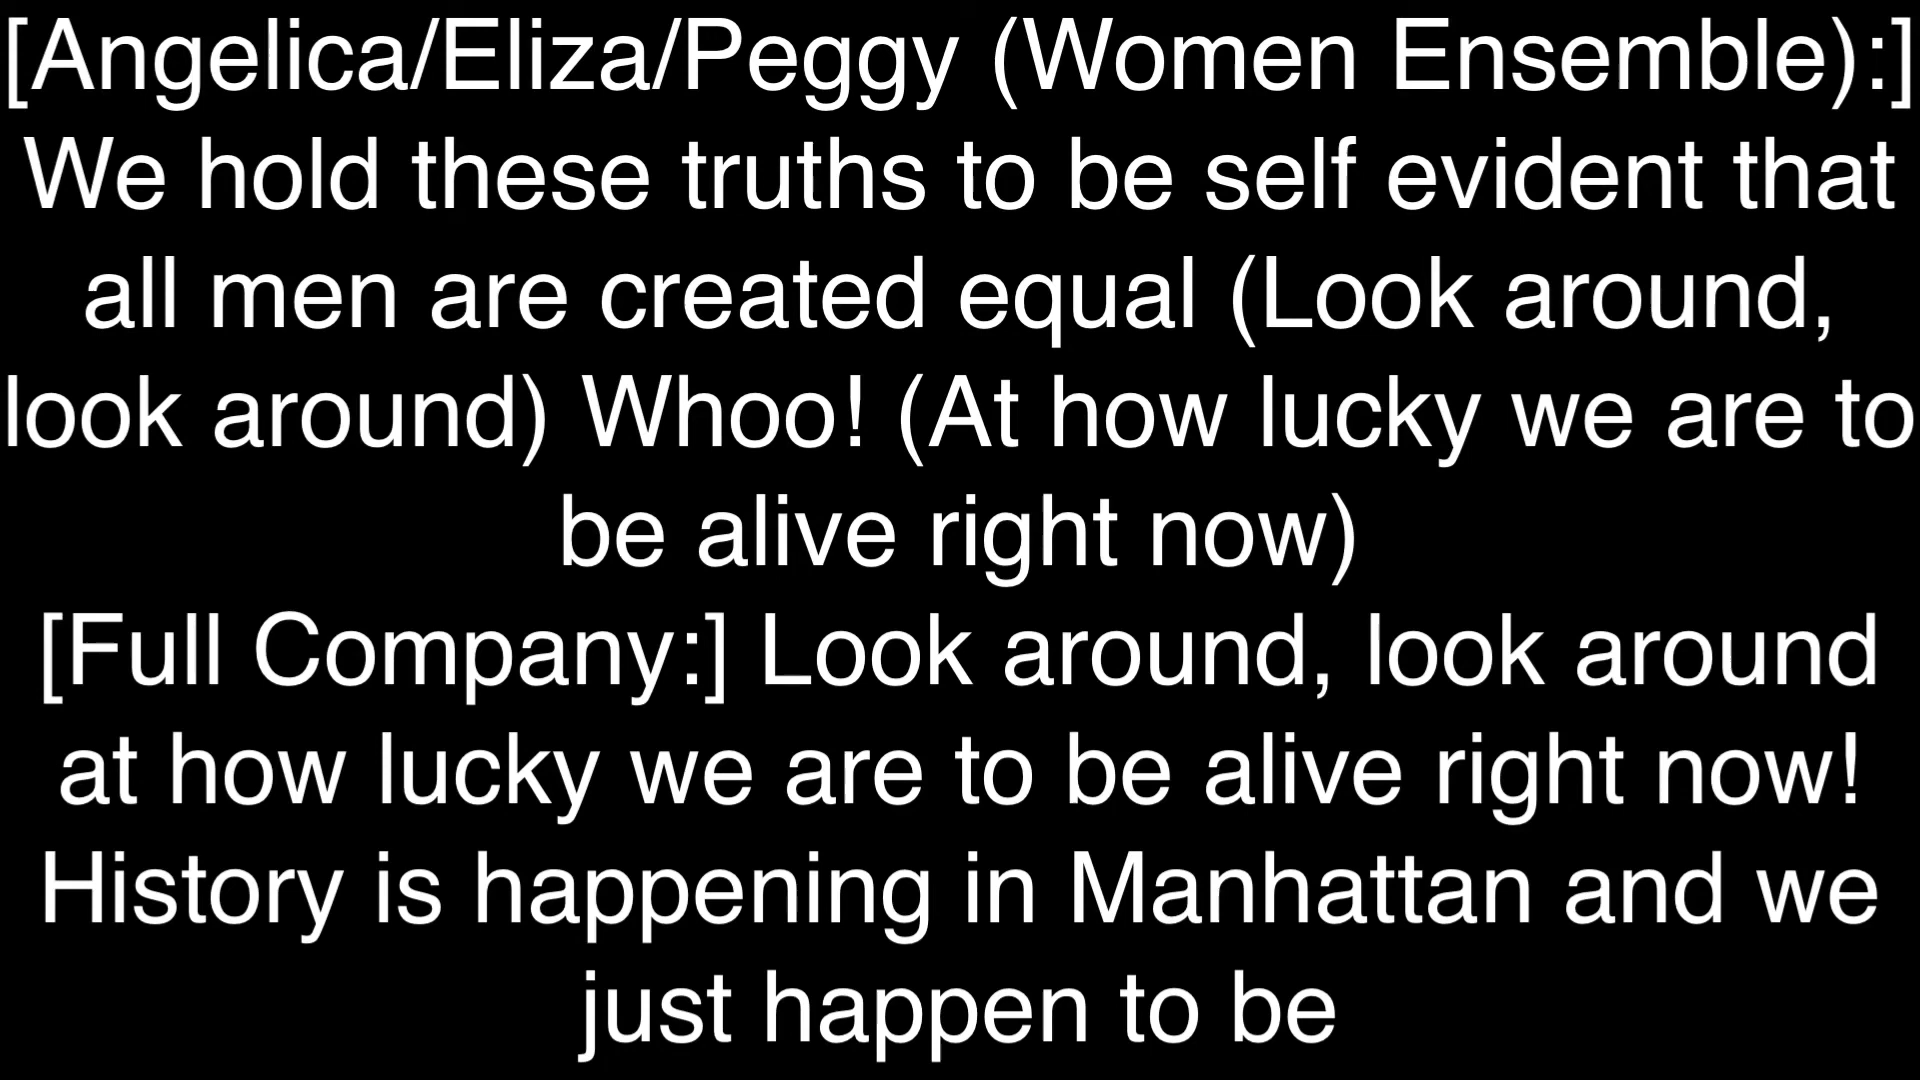 [Angelica/Eliza/Peggy (Women Ensemble):]
We hold these truths to be self evident that
all men are created equal (Look around,
look around) Whoo! (At how lucky we are to
be alive right now)
[Full Company:] Look around, look around
at how lucky we are to be alive right now!
History is happening in Manhattan and we
just happen to be